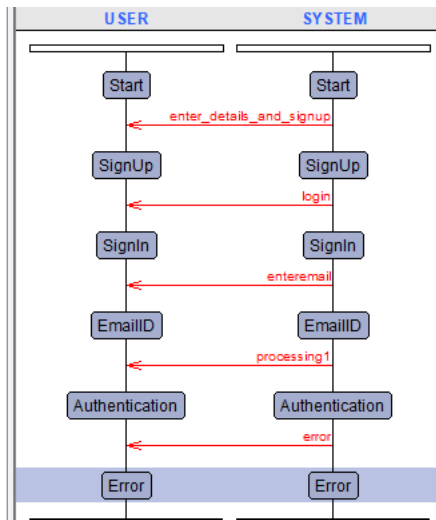 USER SYSTEM
Start Start
enter_details_and_signup
SignUp SignUp
login
SignIn SignIn
enteremail
EmailID EmailID
processing1
Authentication Authentication
error
Error Error